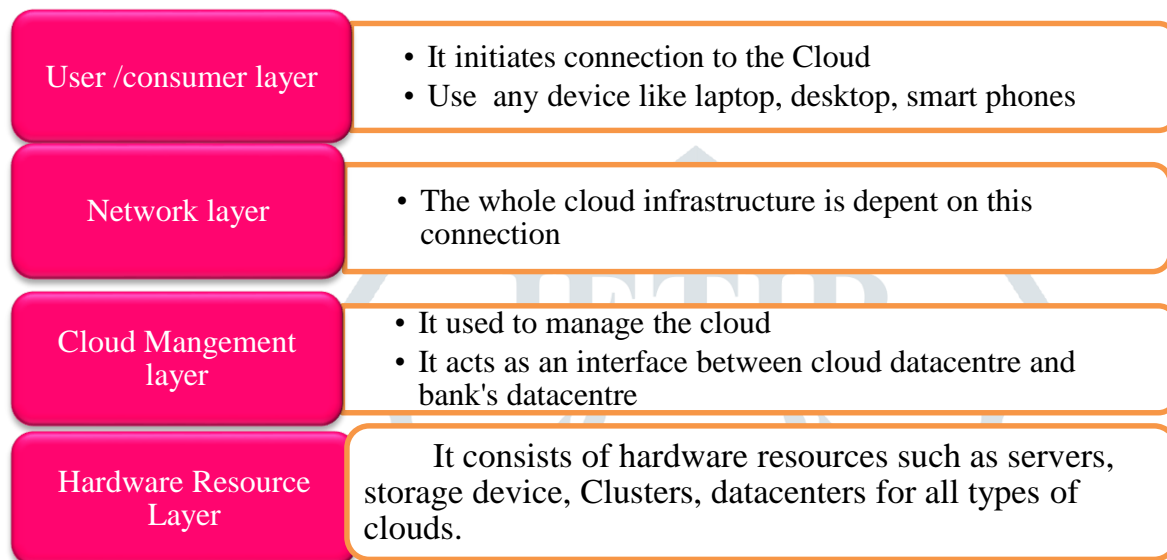 User /consumer layer
• It initiates connection to the Cloud
• Use any device like laptop, desktop, smart phones
Network layer
• The whole cloud infrastructure is depent on this
connection
Cloud Mangement
layer
• It used to manage the cloud
• It acts as an interface between cloud datacentre and
bank's datacentre
Hardware Resource
Layer
It consists of hardware resources such as servers,
storage device, Clusters, datacenters for all types of
clouds.
JETIR